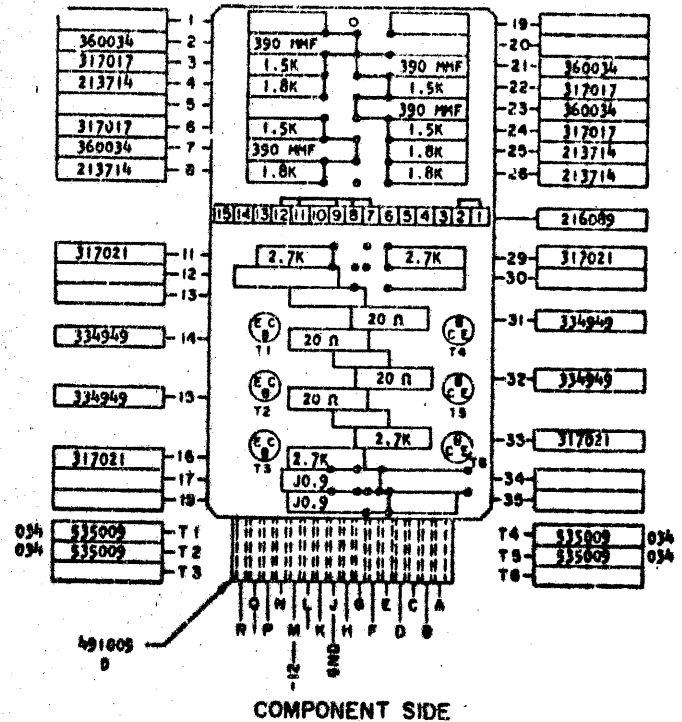 1 19
360034 2 390 MMF 20
317017 3 1.5K 390 MMF 21 360034
213714 4 1.8K 1.5K 22 317017
5 390 MMF 23 360034
317017 6 1.5K 1.5K 24 317017
360034 7 390 MMF 1.8K 25 213714
213714 8 1.8K 1.8K 26 213714
15 14 13 12 11 10 9 8 7 6 5 4 3 2 1 216089
317021 11 2.7K 2.7K 29 317021
12 30
13
20 Ω 31 334949
334949 14 E C B T1 20 Ω B C E T4
20 Ω 32 334949
334949 15 E C B T2 20 Ω B C E T5
2.7K 33 317021
317021 16 E C B T3 2.7K B C E T6
17 J0.9 34
18 J0.9 35
034 535009 T1 T4 535009 034
034 535009 T2 T5 535009 034
T3 T6
R Q P N M L K J H G F E D C B A
491005
D
-12
GND
COMPONENT SIDE